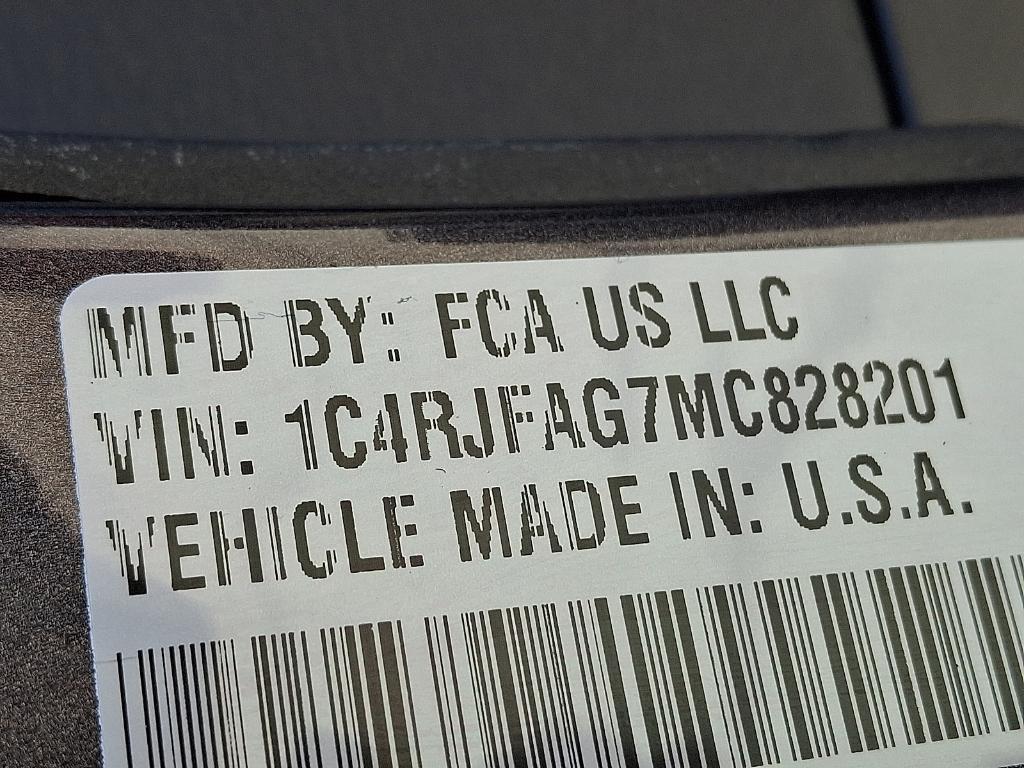 MFD BY: FCA US LLC
VIN: 1C4RJFAG7MC828201
VEHICLE MADE IN: U.S.A.